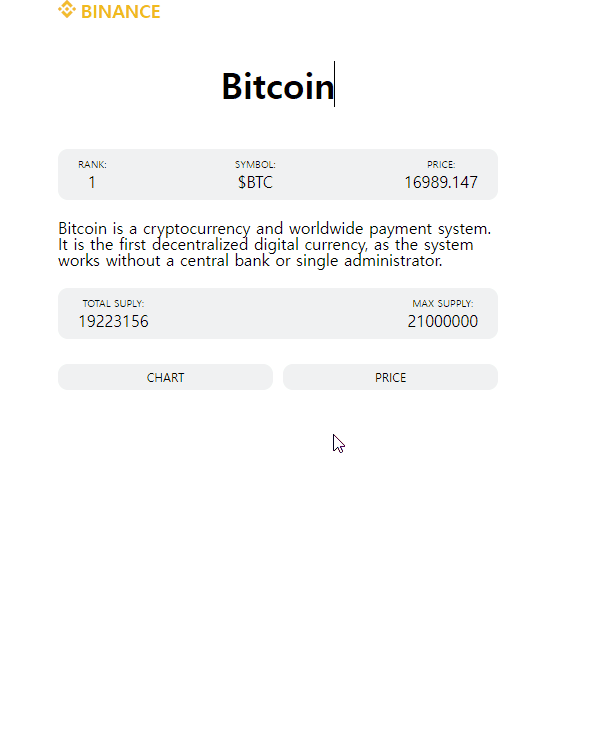 BINANCE
Bitcoin
RANK: SYMBOL: PRICE:
1 $BTC 16989.147
Bitcoin is a cryptocurrency and worldwide payment system.
It is the first decentralized digital currency, as the system
works without a central bank or single administrator.
TOTAL SUPLY: MAX SUPPLY:
19223156 21000000
CHART PRICE